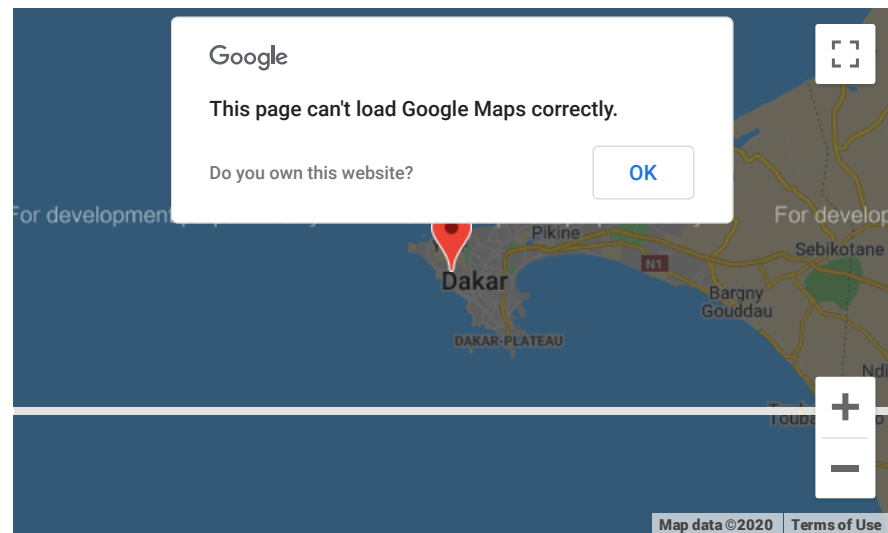 Google
This page can't load Google Maps correctly.
Do you own this website?
OK
For development
For develop
Pikine
Sebikotane
N1
Dakar
Bargny
Gouddau
DAKAR-PLATEAU
Map data ©2020
Terms of Use